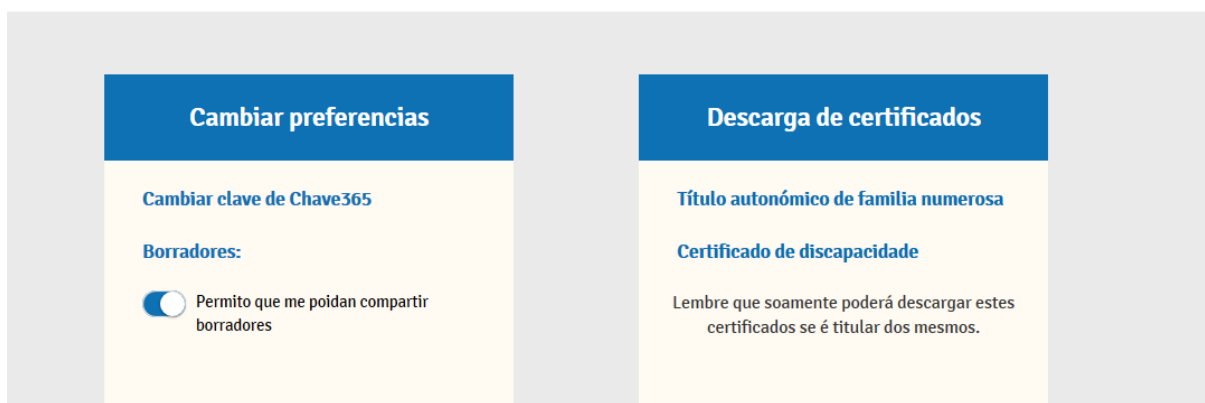 Cambiar preferencias
Cambiar clave de Chave365
Borradores:
Permito que me poidan compartir
borradores
Descarga de certificados
Título autonómico de familia numerosa
Certificado de discapacidade
Lembre que soamente poderá descargar estes
certificados se é titular dos mesmos.